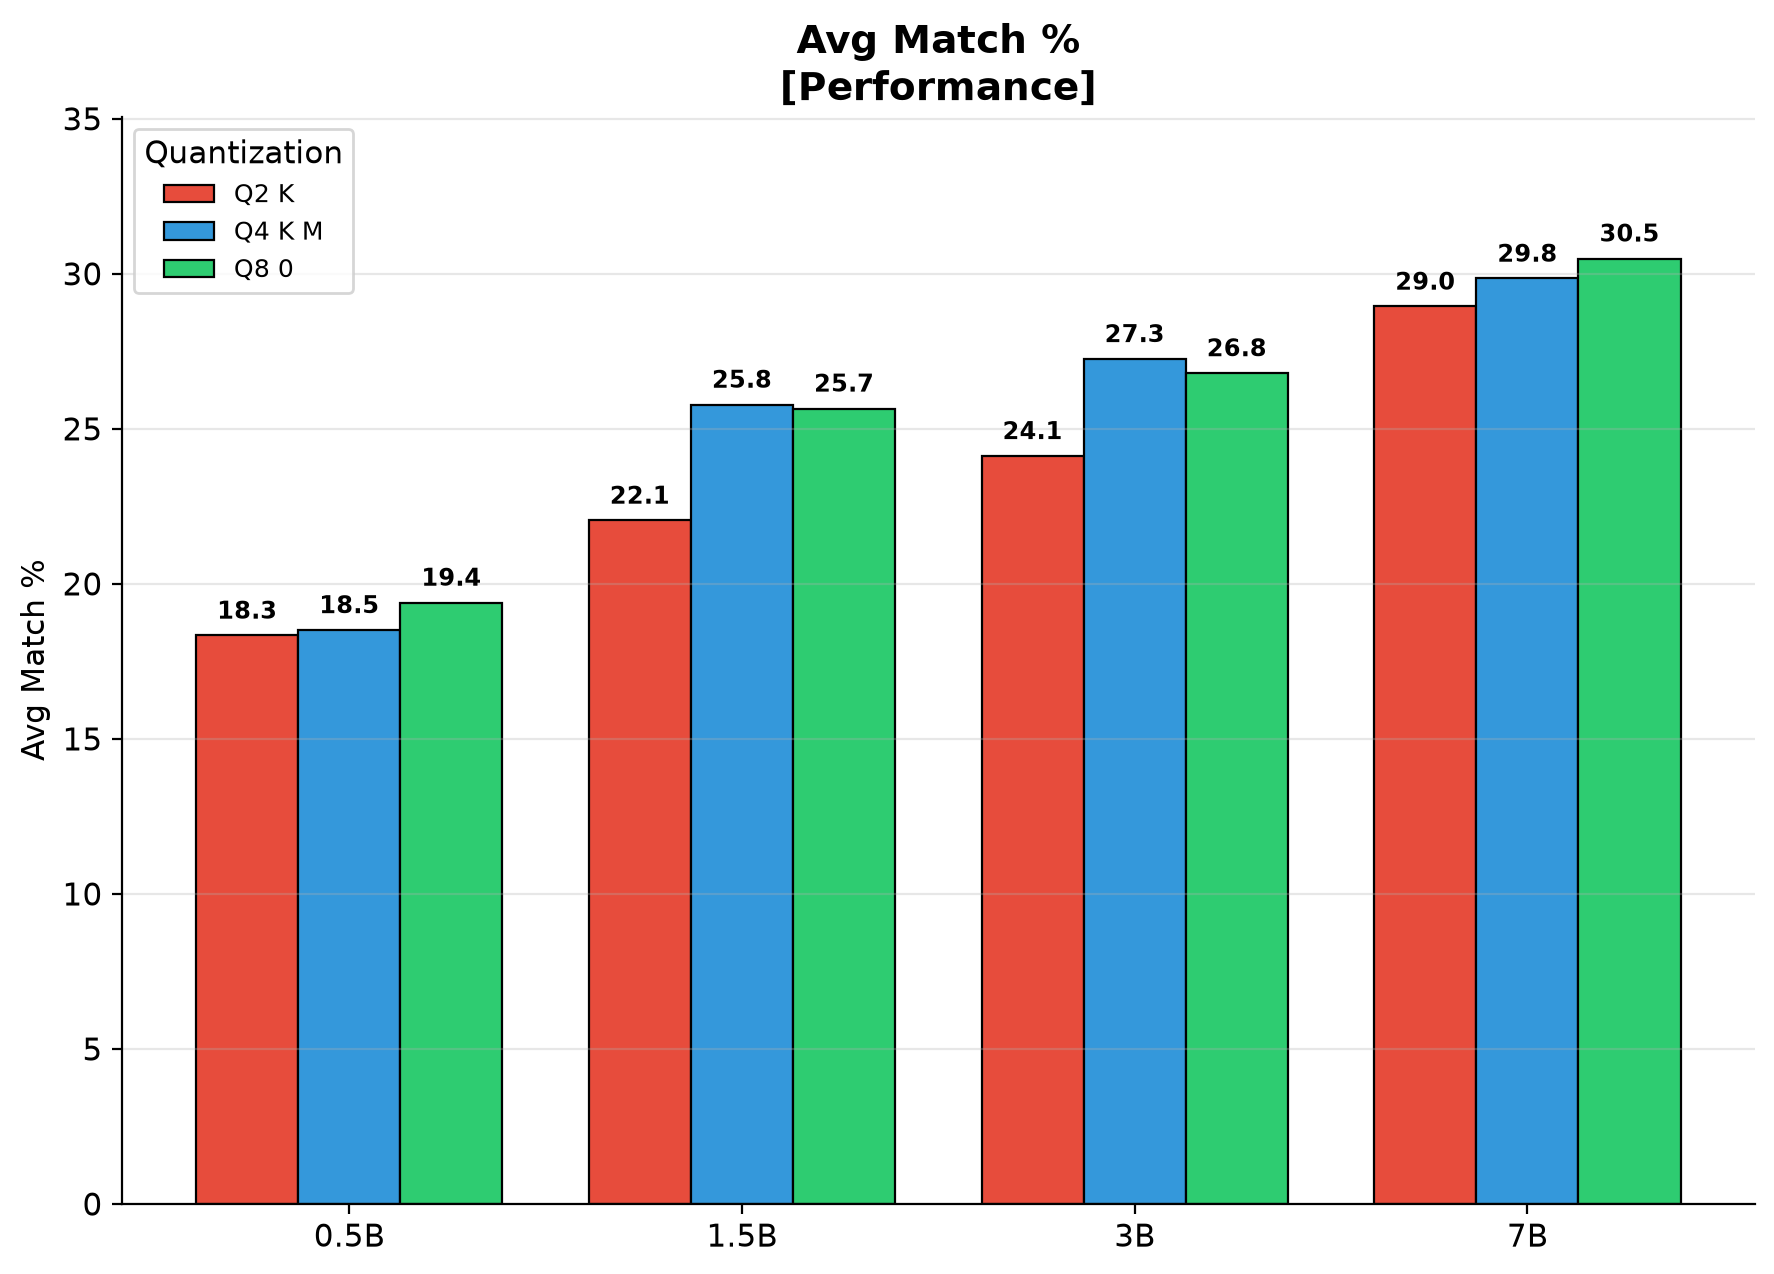 Avg Match %
[Performance]
35
30
25
20
15
10
5
0
Avg Match %
Quantization
Q2 K
Q4 K M
Q8 0
18.3
18.5
19.4
22.1
25.8
25.7
24.1
27.3
26.8
29.0
29.8
30.5
0.5B
1.5B
3B
7B